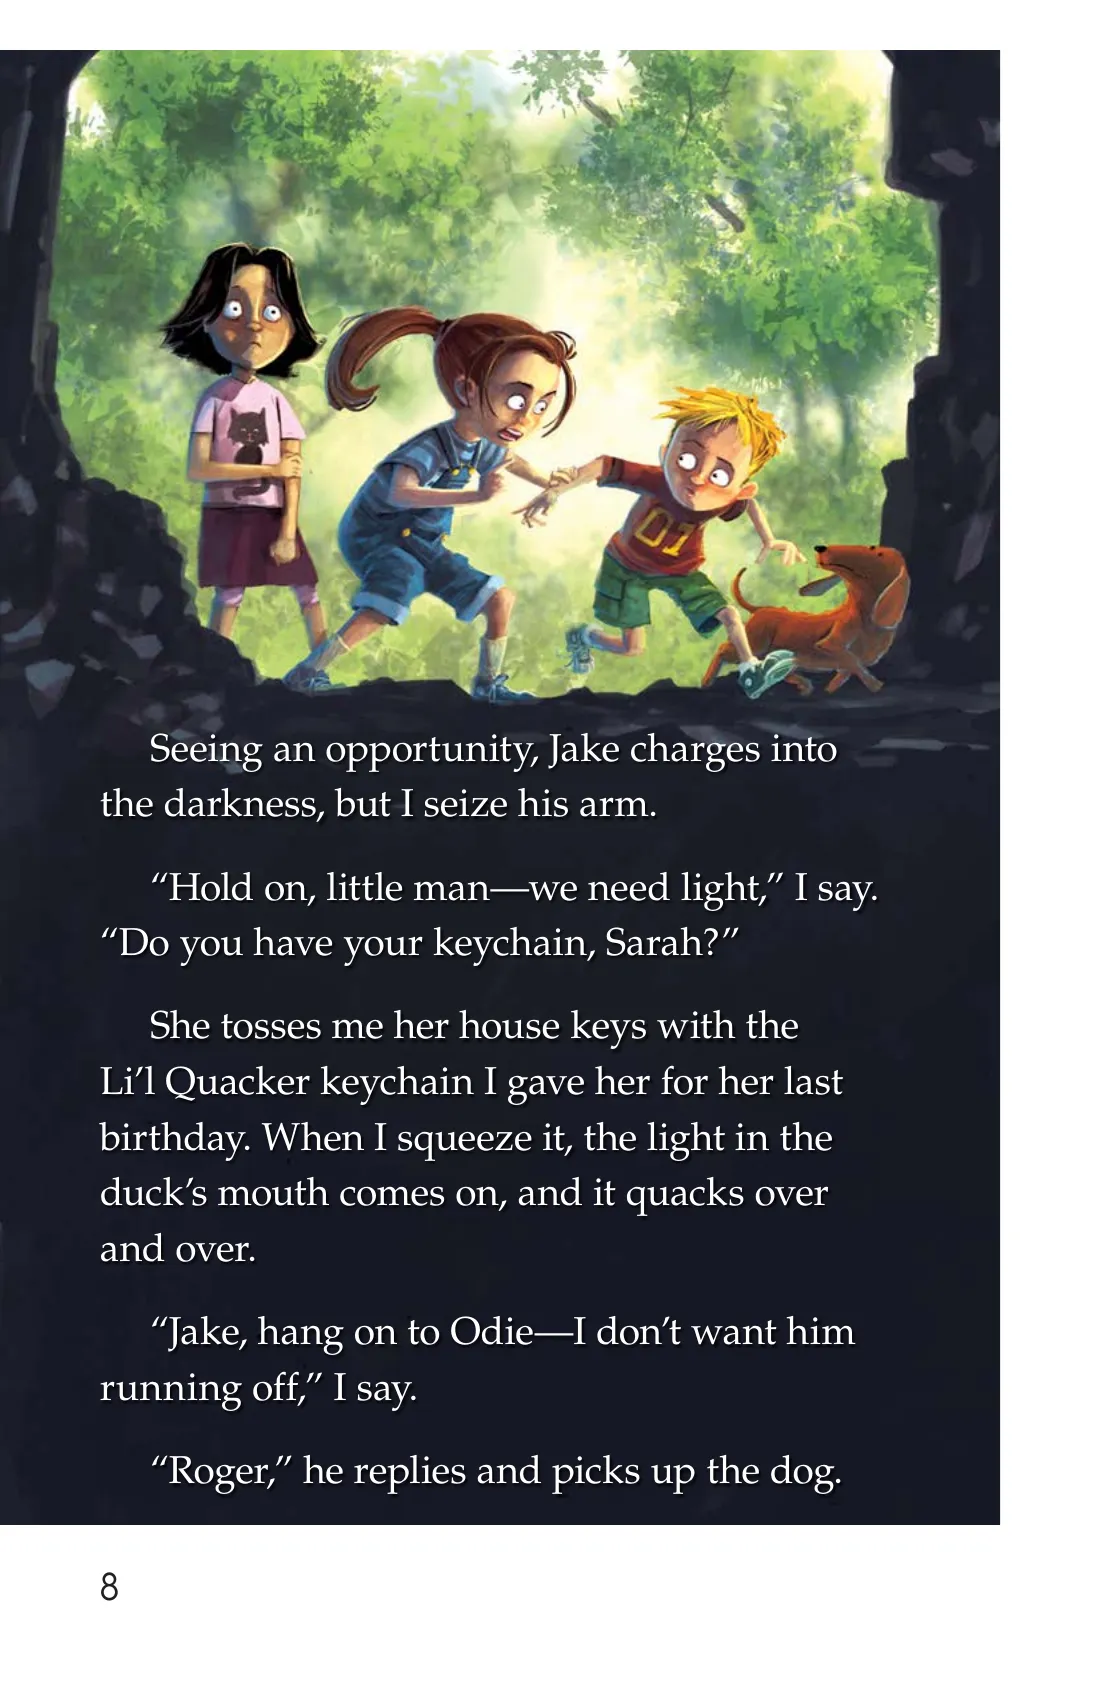 01
Seeing an opportunity, Jake charges into
the darkness, but I seize his arm.
“Hold on, little man—we need light,” I say.
“Do you have your keychain, Sarah?”
She tosses me her house keys with the
Li’l Quacker keychain I gave her for her last
birthday. When I squeeze it, the light in the
duck’s mouth comes on, and it quacks over
and over.
“Jake, hang on to Odie—I don’t want him
running off,” I say.
“Roger,” he replies and picks up the dog.
8